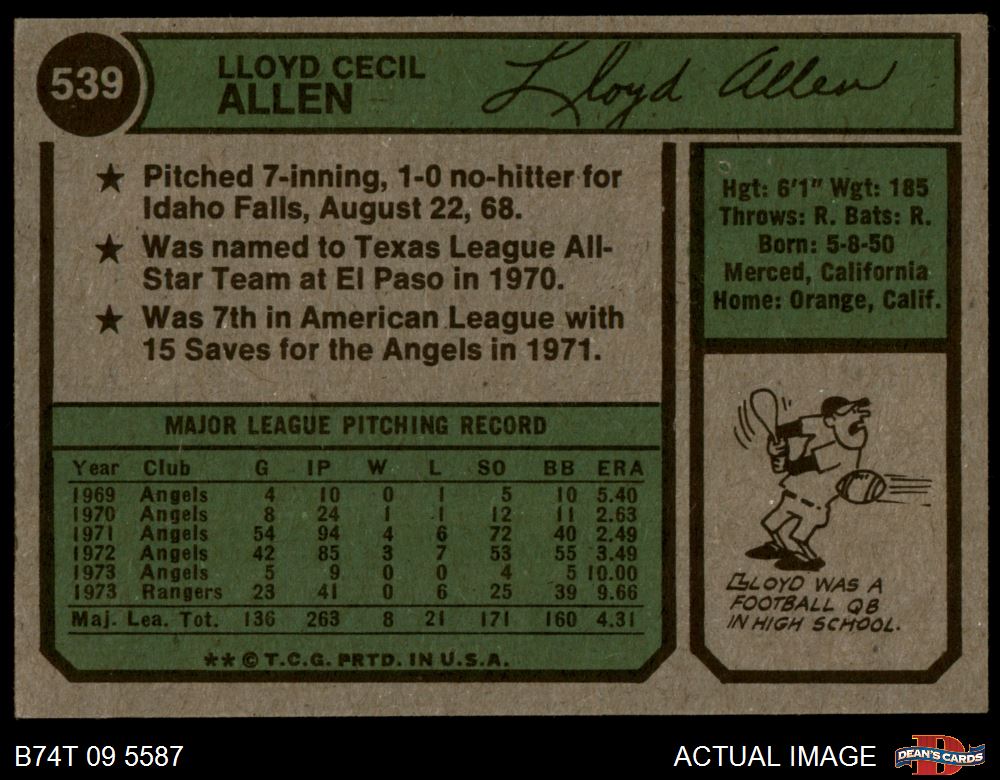 539
LLOYD CECIL
ALLEN
Lloyd Allen
★ Pitched 7-inning, 1-0 no-hitter for
Idaho Falls, August 22, 68.
★ Was named to Texas League All-
Star Team at El Paso in 1970.
★ Was 7th in American League with
15 Saves for the Angels in 1971.
Hgt: 6'1" Wgt: 185
Throws: R. Bats: R.
Born: 5-8-50
Merced, California
Home: Orange, Calif.
MAJOR LEAGUE PITCHING RECORD
Year Club G IP W L SO BB ERA
1969 Angels 4 10 0 1 5 10 5.40
1970 Angels 8 24 1 1 12 11 2.63
1971 Angels 54 94 4 6 72 40 2.49
1972 Angels 42 85 3 7 53 55 3.49
1973 Angels 5 9 0 0 4 5 10.00
1973 Rangers 23 41 0 6 25 39 9.66
Maj. Lea. Tot. 136 263 8 21 171 160 4.31
** © T.C.G. PRTD. IN U.S.A.
LLOYD WAS A
FOOTBALL QB
IN HIGH SCHOOL.
B74T 09 5587
ACTUAL IMAGE
D
DEAN'S CARDS